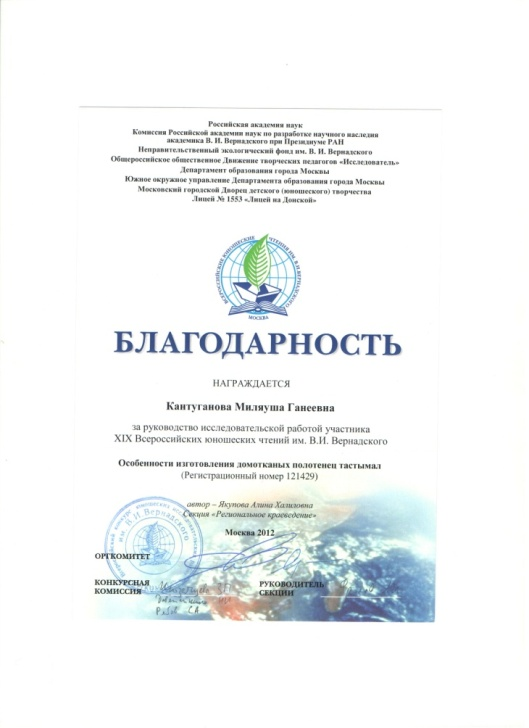 Российская академия наук
Комиссия Российской академии наук по разработке научного наследия
академика В. И. Вернадского при Президиуме РАН
Неправительственный экологический фонд им. В. И. Вернадского
Общероссийское общественное Движение творческих педагогов «Исследователь»
Департамент образования города Москвы
Южное окружное управление Департамента образования города Москвы
Московский городской Дворец детского (юношеского) творчества
Лицей № 1553 «Лицей на Донской»
ВСЕРОССИЙСКИЕ ЮНОШЕСКИЕ ЧТЕНИЯ ИМ. В.И. ВЕРНАДСКОГО
МОСКВА
БЛАГОДАРНОСТЬ
НАГРАЖДАЕТСЯ
Кантуганова Миляуша Ганеевна
за руководство исследовательской работой участника
XIX Всероссийских юношеских чтений им. В.И. Вернадского
Особенности изготовления домотканых полотенец тастымал
(Регистрационный номер 121429)
автор – Якупова Алина Халиловна
Секция «Региональное краеведение»
Москва 2012
им. В.И. Вернадского
ОРГКОМИТЕТ
КОНКУРСНАЯ
КОМИССИЯ
РУКОВОДИТЕЛЬ
СЕКЦИИ